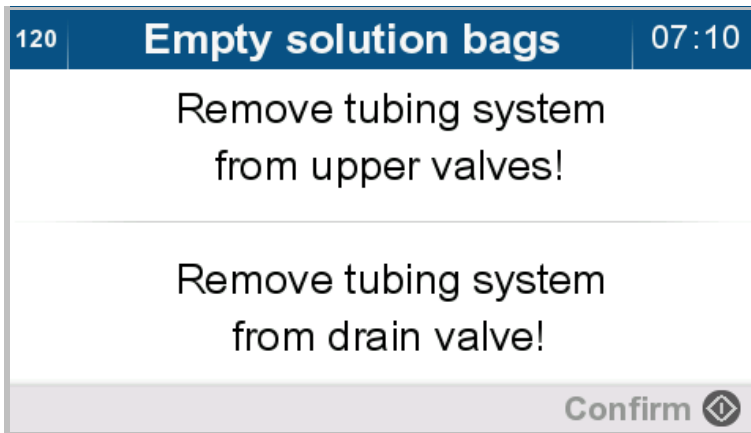 120 Empty solution bags 07:10
Remove tubing system
from upper valves!
Remove tubing system
from drain valve!
Confirm